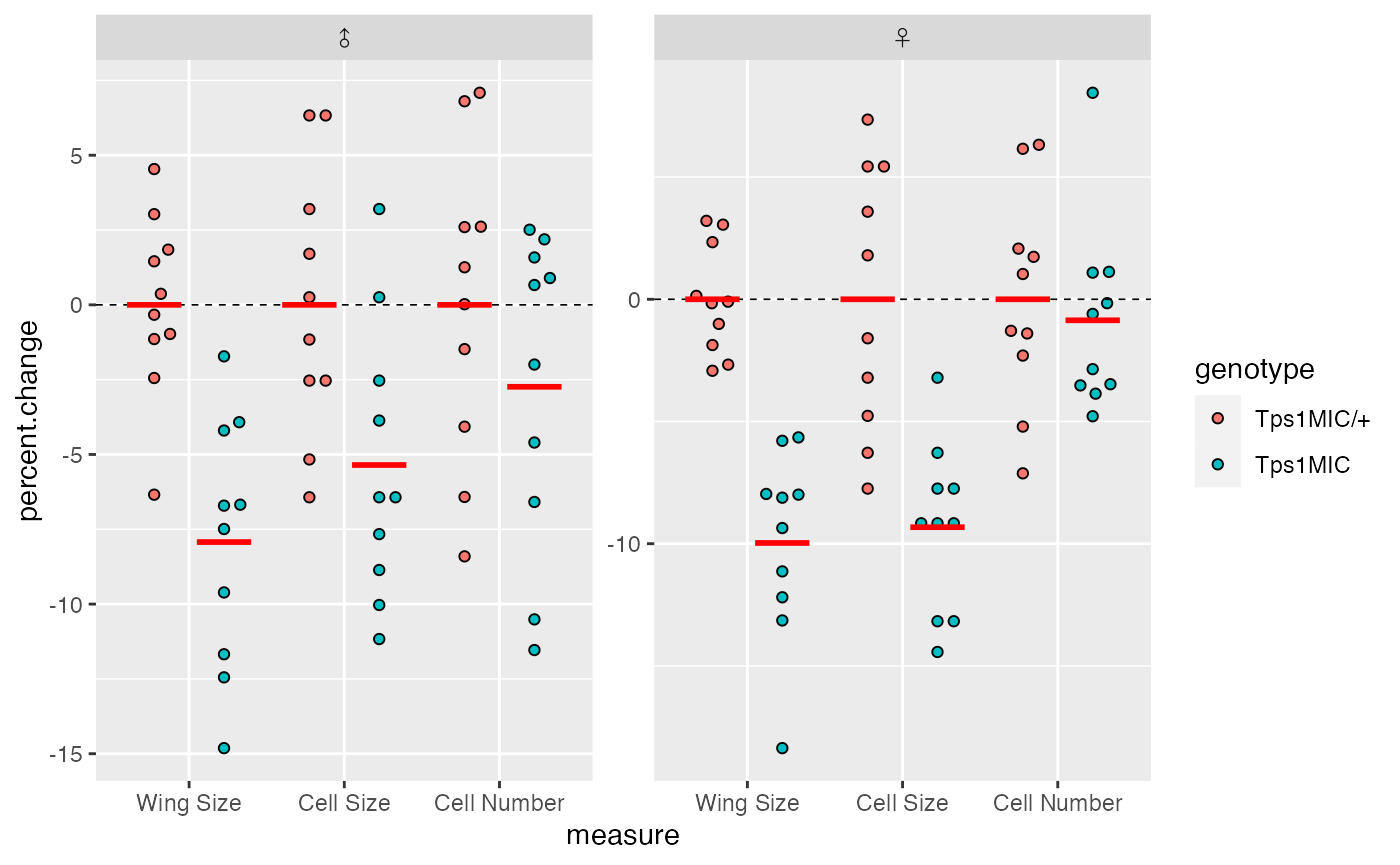 ♂ ♀
percent.change
5
0
-5
-10
-15
0
-10
Wing Size Cell Size Cell Number
Wing Size Cell Size Cell Number
measure
genotype
Tps1MIC/+
Tps1MIC